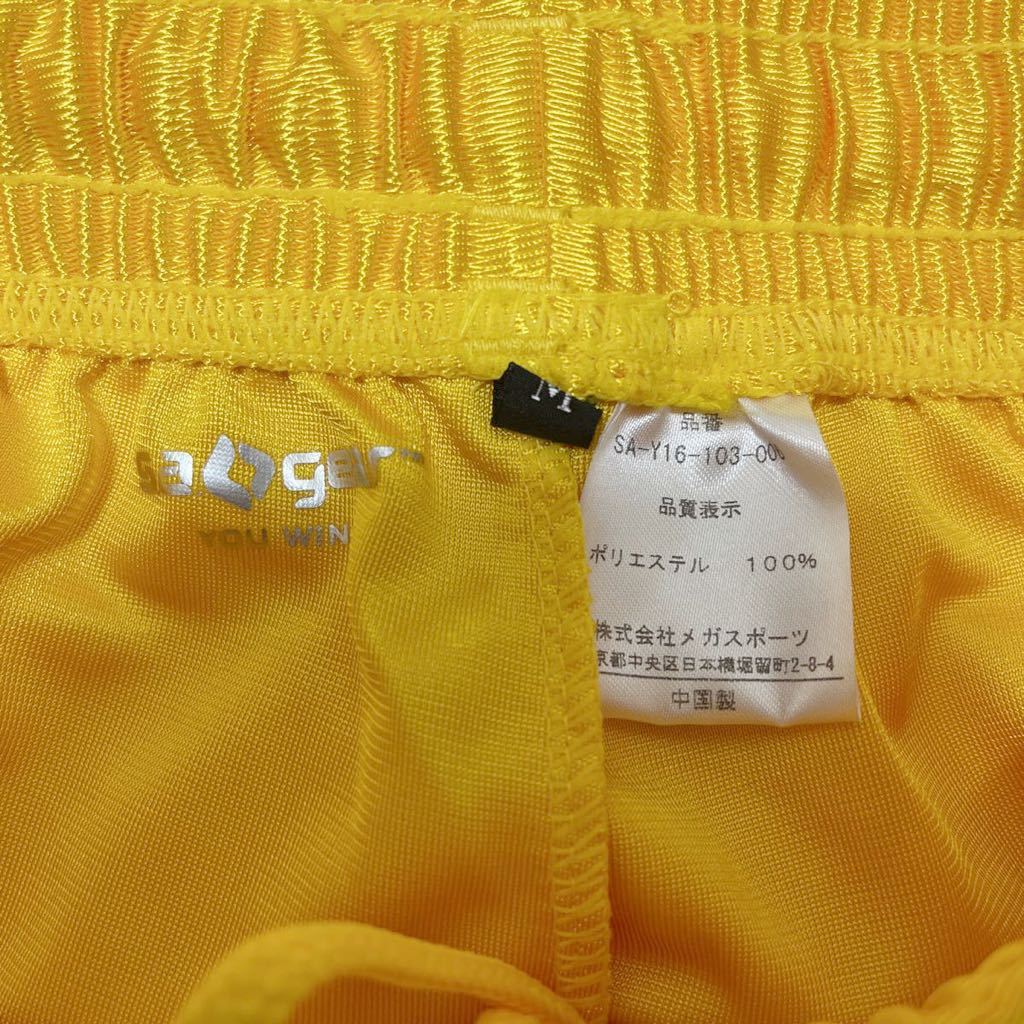 sa gear
YOU WIN
M
品番
SA-Y16-103-00
品質表示
ポリエステル 100%
株式会社メガスポーツ
京都中央区日本橋堀留町2-8-4
中国製